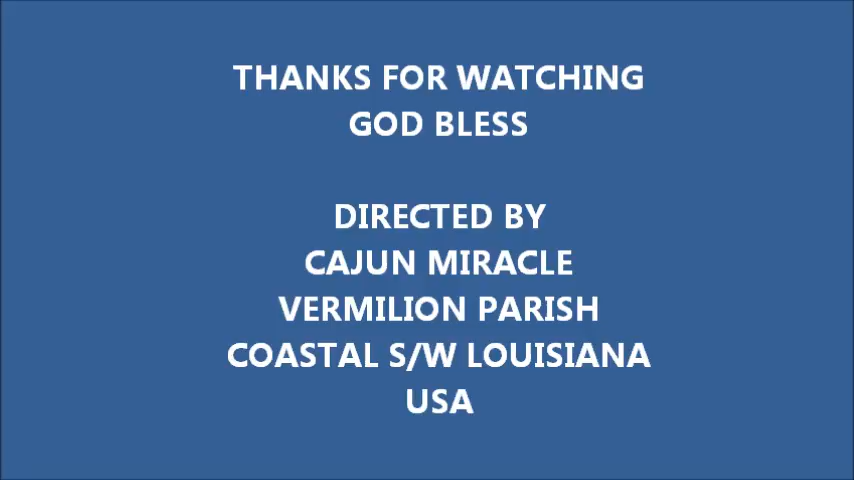 THANKS FOR WATCHING
GOD BLESS
DIRECTED BY
CAJUN MIRACLE
VERMILION PARISH
COASTAL S/W LOUISIANA
USA